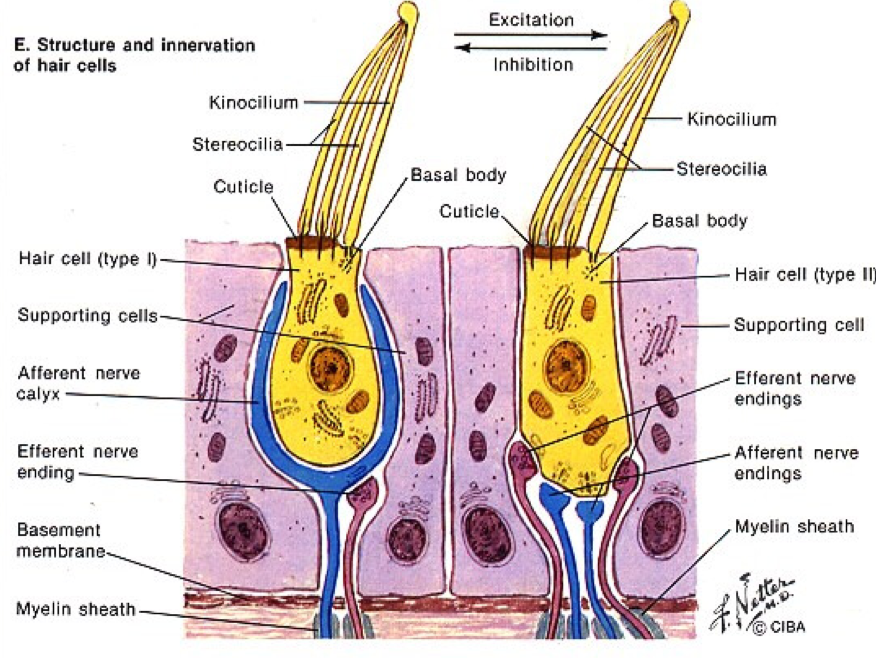 E. Structure and innervation
of hair cells
Excitation
Inhibition
Kinocilium
Stereocilia
Cuticle
Basal body
Hair cell (type I)
Supporting cells
Afferent nerve
calyx
Efferent nerve
ending
Basement
membrane
Myelin sheath
Kinocilium
Stereocilia
Cuticle
Basal body
Hair cell (type II)
Supporting cell
Efferent nerve
endings
Afferent nerve
endings
Myelin sheath
F. Netter
M.D.
© CIBA